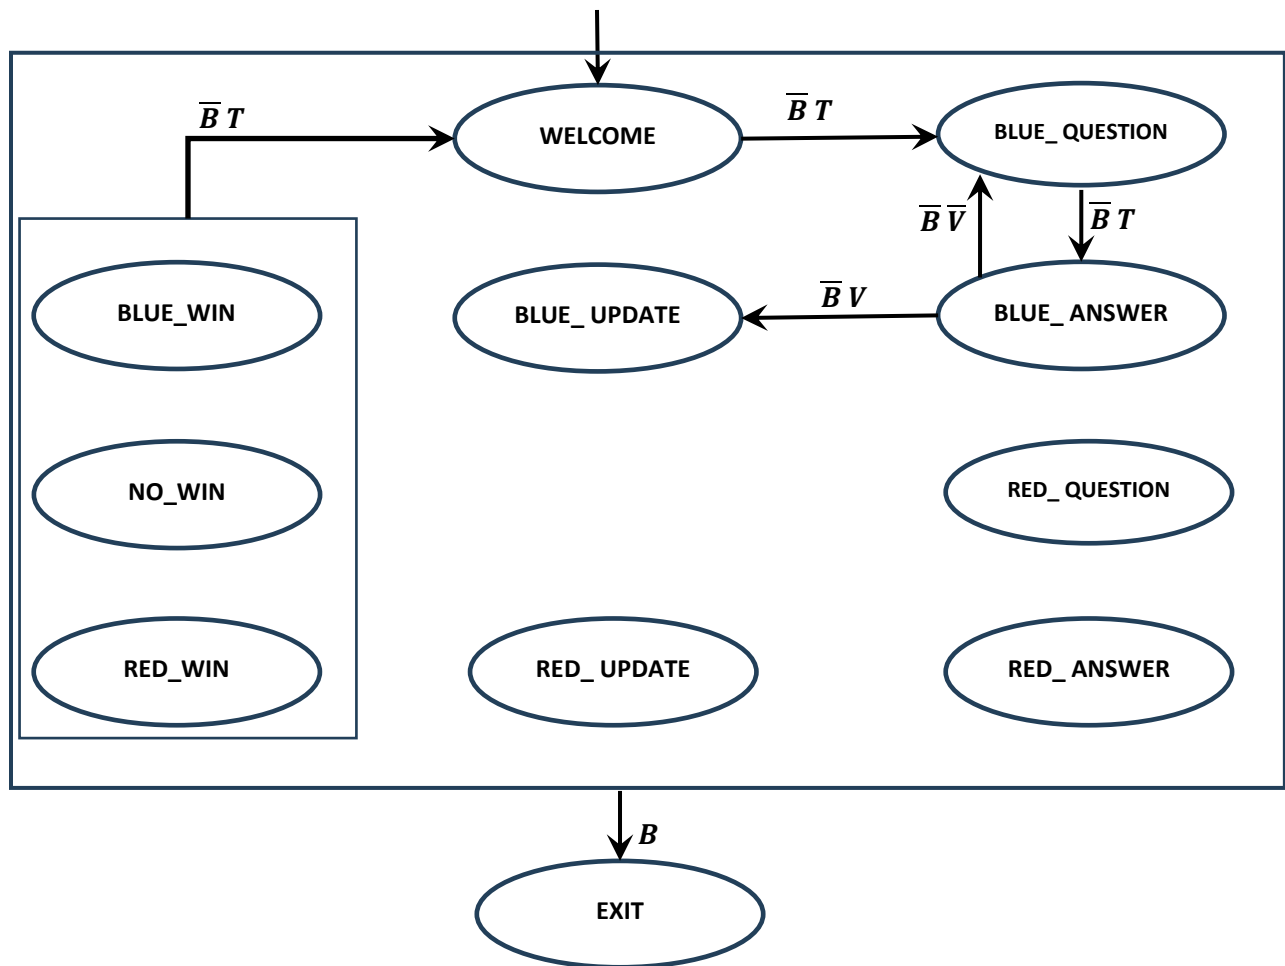 B̅ T
WELCOME
B̅ T
BLUE_ QUESTION
B̅ V̅
B̅ T
BLUE_WIN
BLUE_ UPDATE
B̅ V
BLUE_ ANSWER
NO_WIN
RED_ QUESTION
RED_WIN
RED_ UPDATE
RED_ ANSWER
B
EXIT